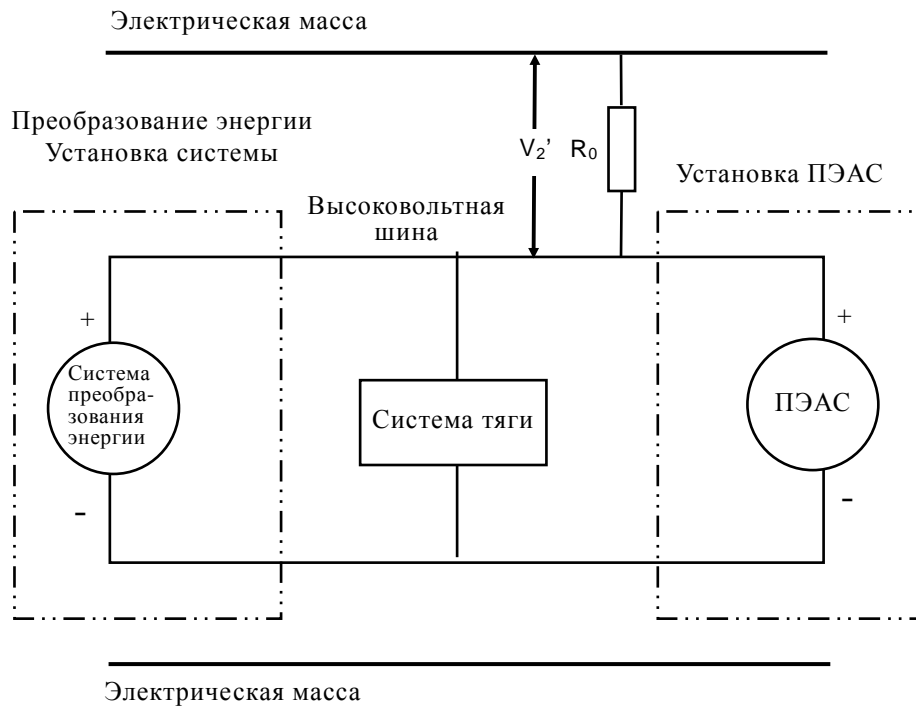 Электрическая масса
Преобразование энергии
Установка системы
V₂’
R₀
Установка ПЭАС
Высоковольтная
шина
+
+
Система
преобра-
зования
энергии
Система тяги
ПЭАС
-
-
Электрическая масса